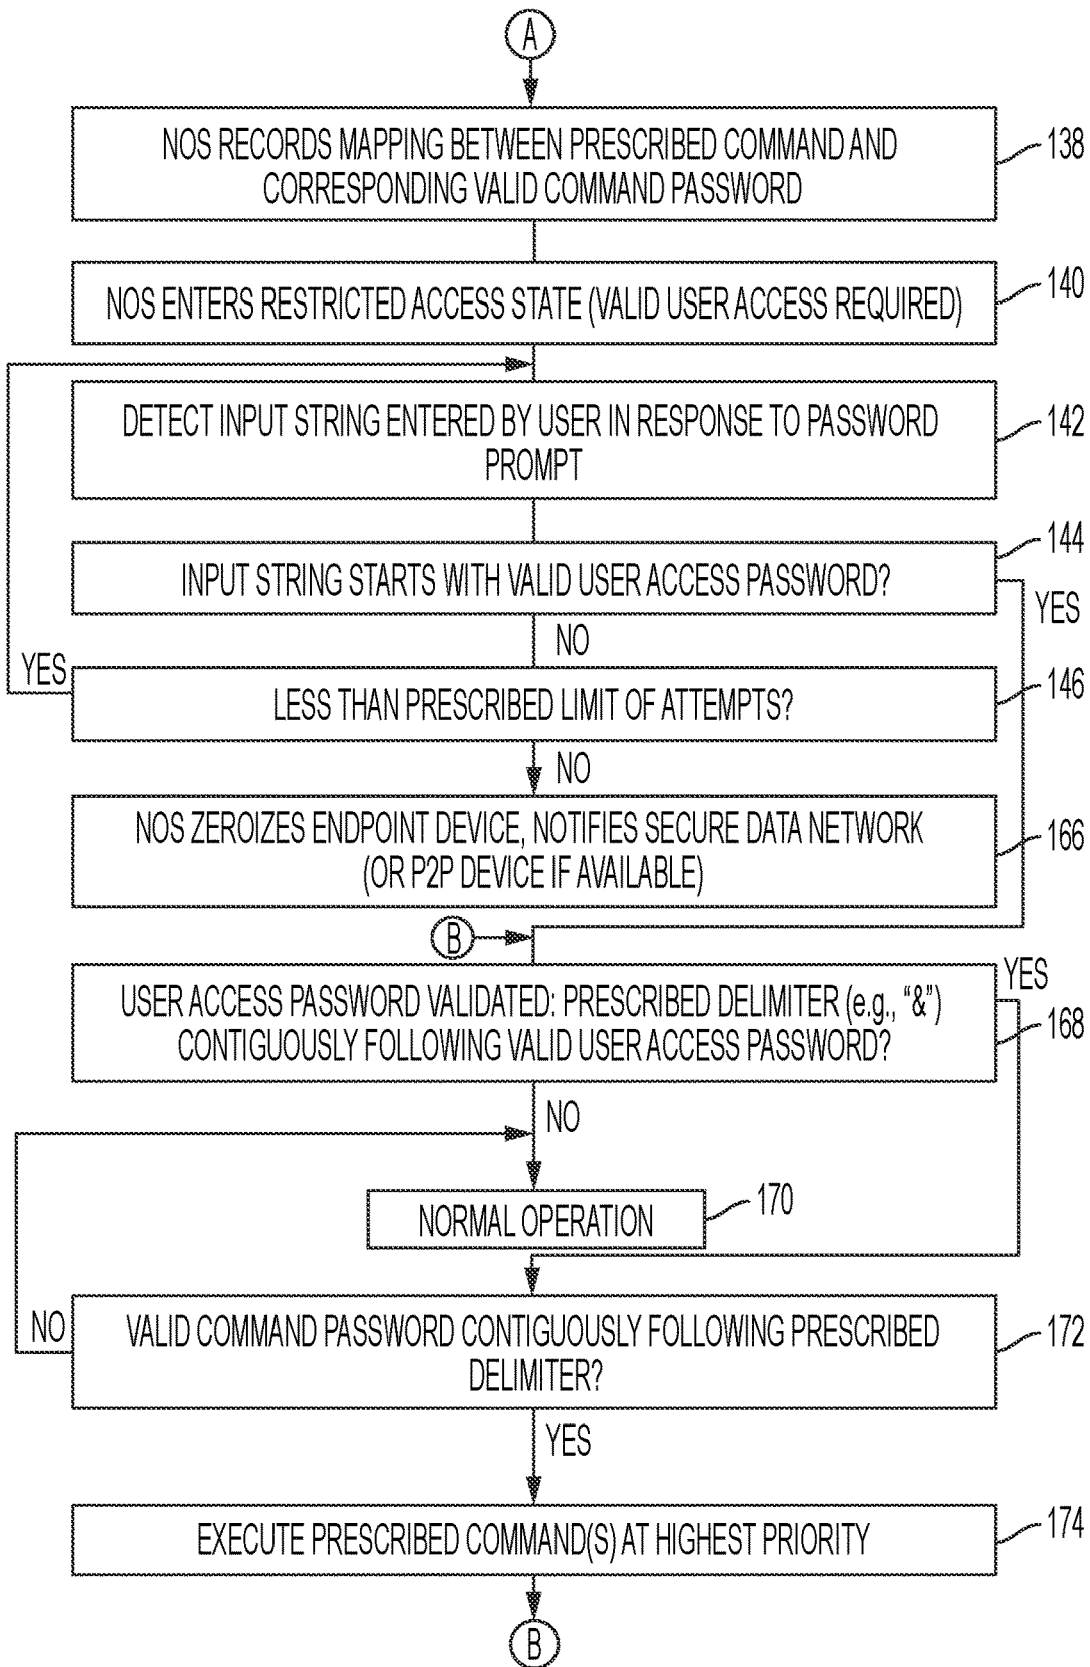 A
NOS RECORDS MAPPING BETWEEN PRESCRIBED COMMAND AND
CORRESPONDING VALID COMMAND PASSWORD
138
NOS ENTERS RESTRICTED ACCESS STATE (VALID USER ACCESS REQUIRED)
140
DETECT INPUT STRING ENTERED BY USER IN RESPONSE TO PASSWORD
PROMPT
142
INPUT STRING STARTS WITH VALID USER ACCESS PASSWORD?
144
YES
NO
YES
LESS THAN PRESCRIBED LIMIT OF ATTEMPTS?
146
NO
NOS ZEROIZES ENDPOINT DEVICE, NOTIFIES SECURE DATA NETWORK
(OR P2P DEVICE IF AVAILABLE)
166
B
USER ACCESS PASSWORD VALIDATED: PRESCRIBED DELIMITER (e.g., “&”)
CONTIGUOUSLY FOLLOWING VALID USER ACCESS PASSWORD?
YES
168
NO
NORMAL OPERATION
170
NO
VALID COMMAND PASSWORD CONTIGUOUSLY FOLLOWING PRESCRIBED
DELIMITER?
172
YES
EXECUTE PRESCRIBED COMMAND(S) AT HIGHEST PRIORITY
174
B